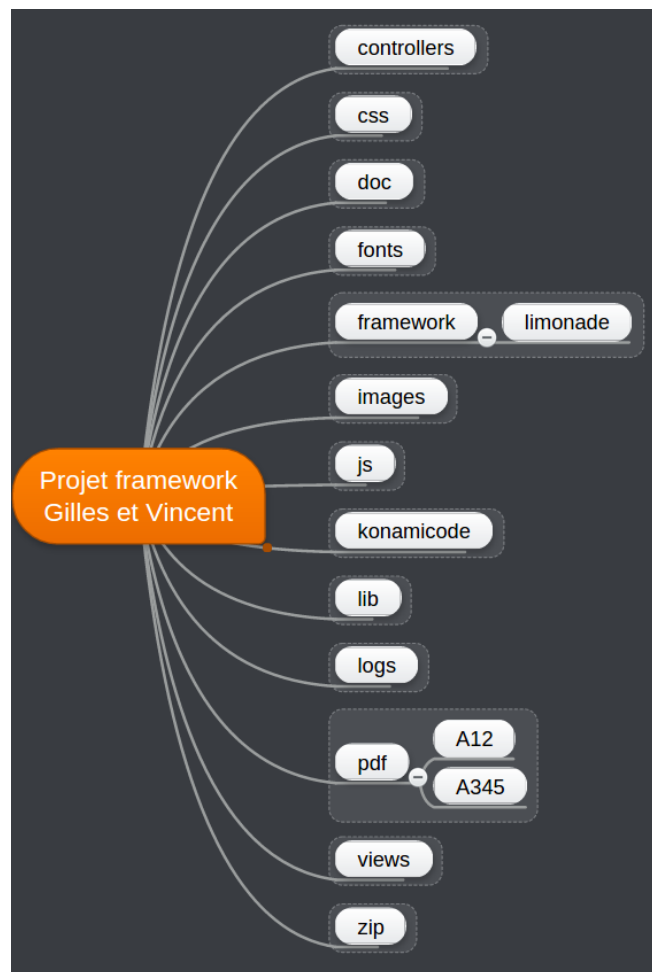 controllers
css
doc
fonts
framework
limonade
images
Projet framework
Gilles et Vincent
js
konamicode
lib
logs
pdf
A12
A345
views
zip